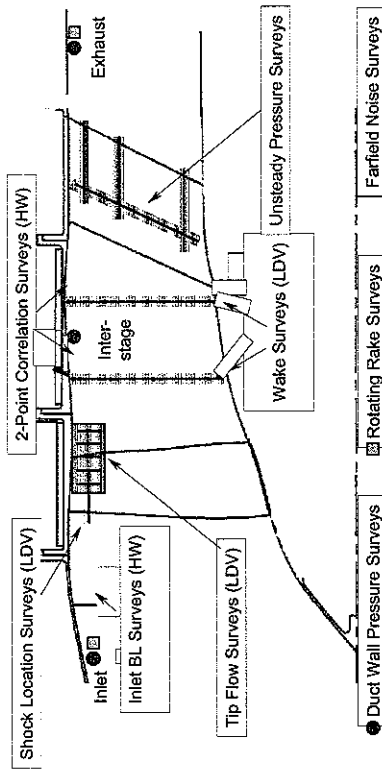 Shock Location Surveys (LDV)
2-Point Correlation Surveys (HW)
Exhaust
Inlet
Inter-
stage
Inlet BL Surveys (HW)
Tip Flow Surveys (LDV)
Wake Surveys (LDV)
Unsteady Pressure Surveys
Duct Wall Pressure Surveys
Rotating Rake Surveys
Farfield Noise Surveys